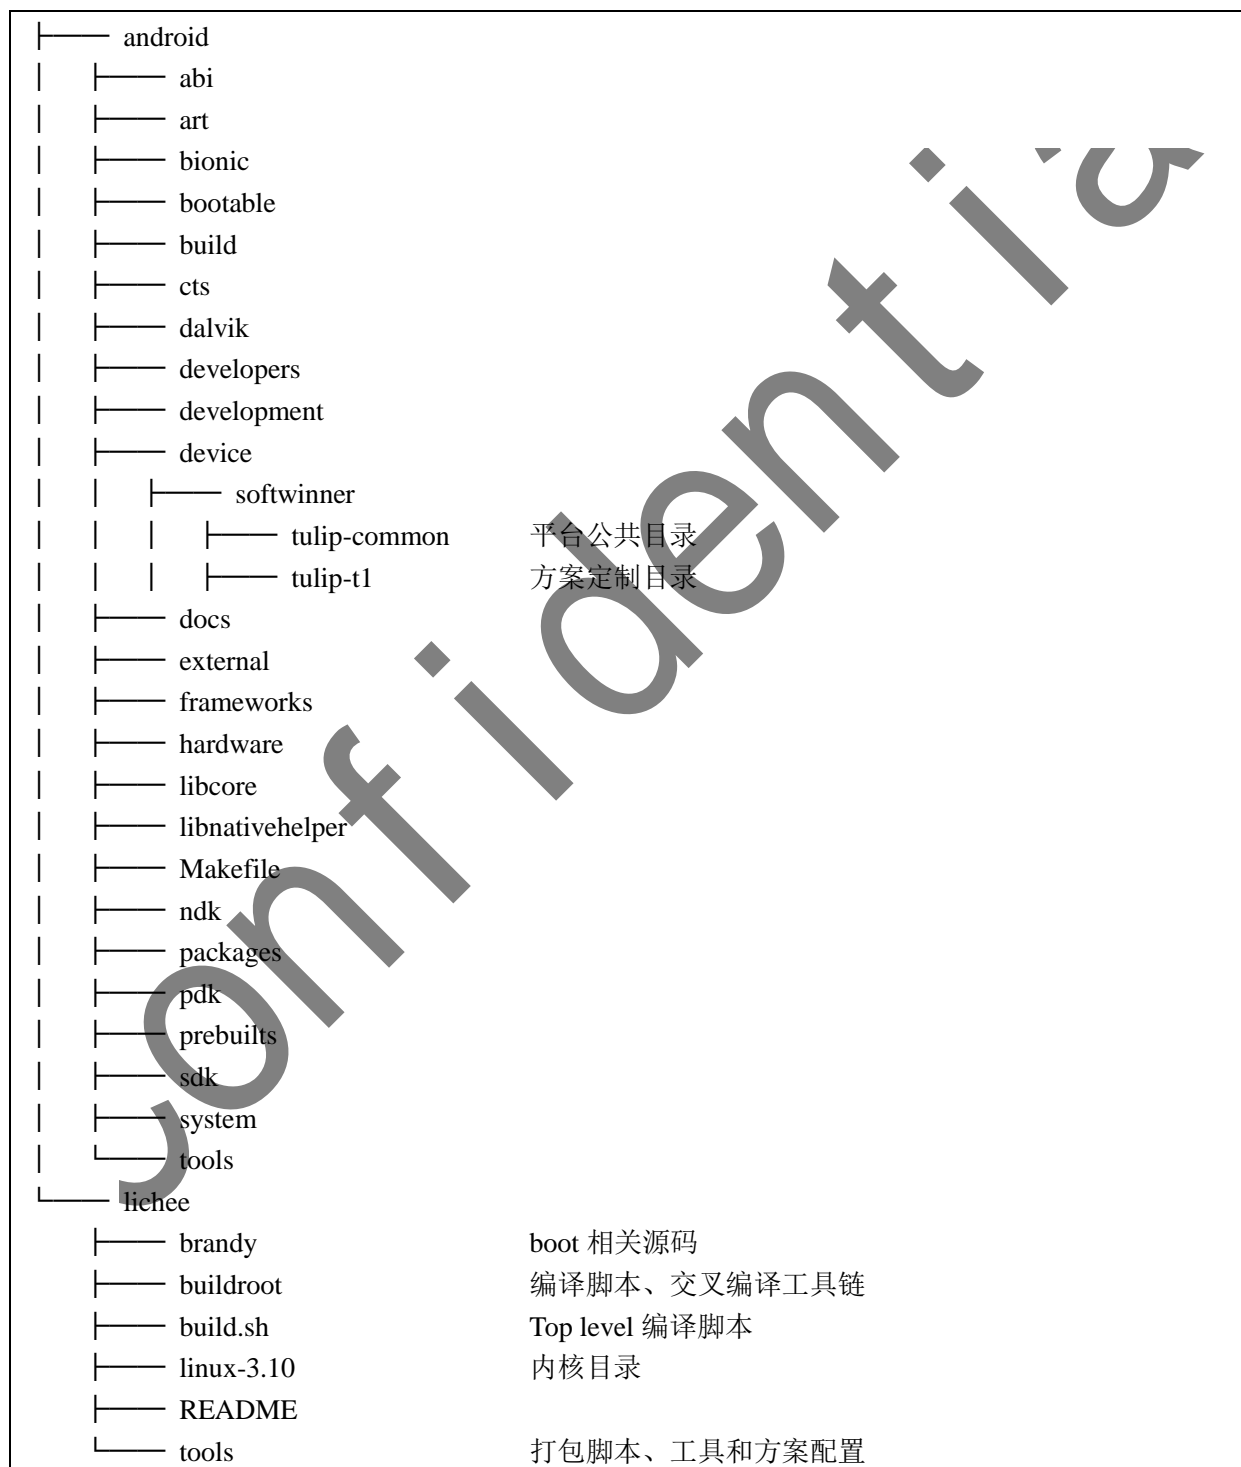 ├── android
│   ├── abi
│   ├── art
│   ├── bionic
│   ├── bootable
│   ├── build
│   ├── cts
│   ├── dalvik
│   ├── developers
│   ├── development
│   ├── device
│   │   ├── softwinner
│   │   │   ├── tulip-common 平台公共目录
│   │   │   ├── tulip-t1 方案定制目录
│   ├── docs
│   ├── external
│   ├── frameworks
│   ├── hardware
│   ├── libcore
│   ├── libnativehelper
│   ├── Makefile
│   ├── ndk
│   ├── packages
│   ├── pdk
│   ├── prebuilts
│   ├── sdk
│   ├── system
│   └── tools
└── lichee
    ├── brandy boot 相关源码
    ├── buildroot 编译脚本、交叉编译工具链
    ├── build.sh Top level 编译脚本
    ├── linux-3.10 内核目录
    ├── README
    └── tools 打包脚本、工具和方案配置
confidentia